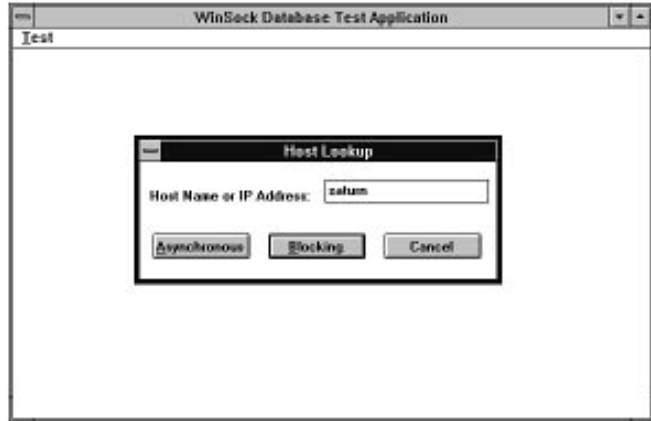 WinSock Database Test Application
Test
Host Lookup
Host Name or IP Address: saturn
Asynchronous Blocking Cancel